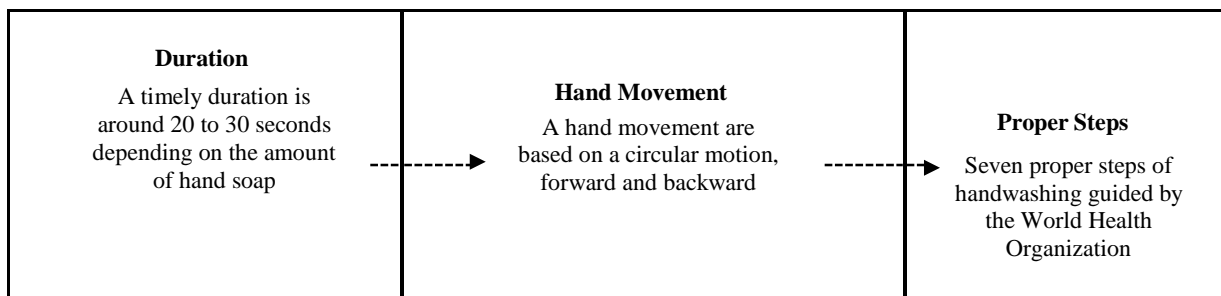 Duration
A timely duration is
around 20 to 30 seconds
depending on the amount
of hand soap
Hand Movement
A hand movement are
based on a circular motion,
forward and backward
Proper Steps
Seven proper steps of
handwashing guided by
the World Health
Organization